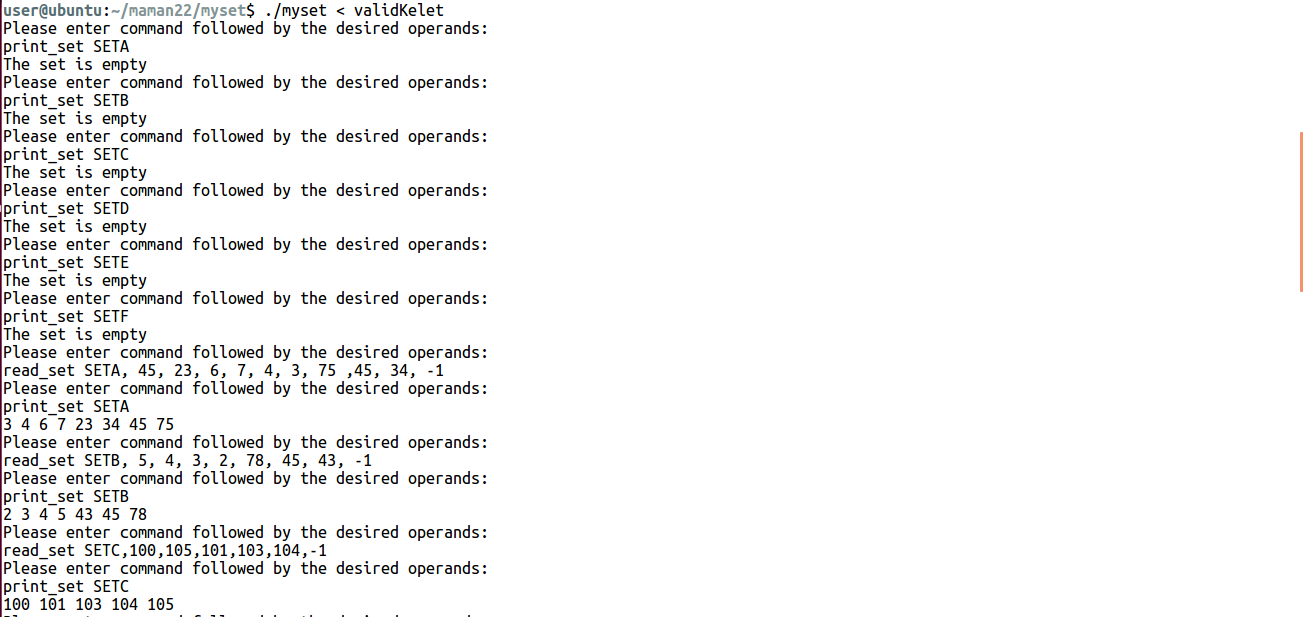 user@ubuntu:~/maman22/myset$ ./myset < validKelet
Please enter command followed by the desired operands:
print_set SETA
The set is empty
Please enter command followed by the desired operands:
print_set SETB
The set is empty
Please enter command followed by the desired operands:
print_set SETC
The set is empty
Please enter command followed by the desired operands:
print_set SETD
The set is empty
Please enter command followed by the desired operands:
print_set SETE
The set is empty
Please enter command followed by the desired operands:
print_set SETF
The set is empty
Please enter command followed by the desired operands:
read_set SETA, 45, 23, 6, 7, 4, 3, 75 ,45, 34, -1
Please enter command followed by the desired operands:
print_set SETA
3 4 6 7 23 34 45 75
Please enter command followed by the desired operands:
read_set SETB, 5, 4, 3, 2, 78, 45, 43, -1
Please enter command followed by the desired operands:
print_set SETB
2 3 4 5 43 45 78
Please enter command followed by the desired operands:
read_set SETC,100,105,101,103,104,-1
Please enter command followed by the desired operands:
print_set SETC
100 101 103 104 105